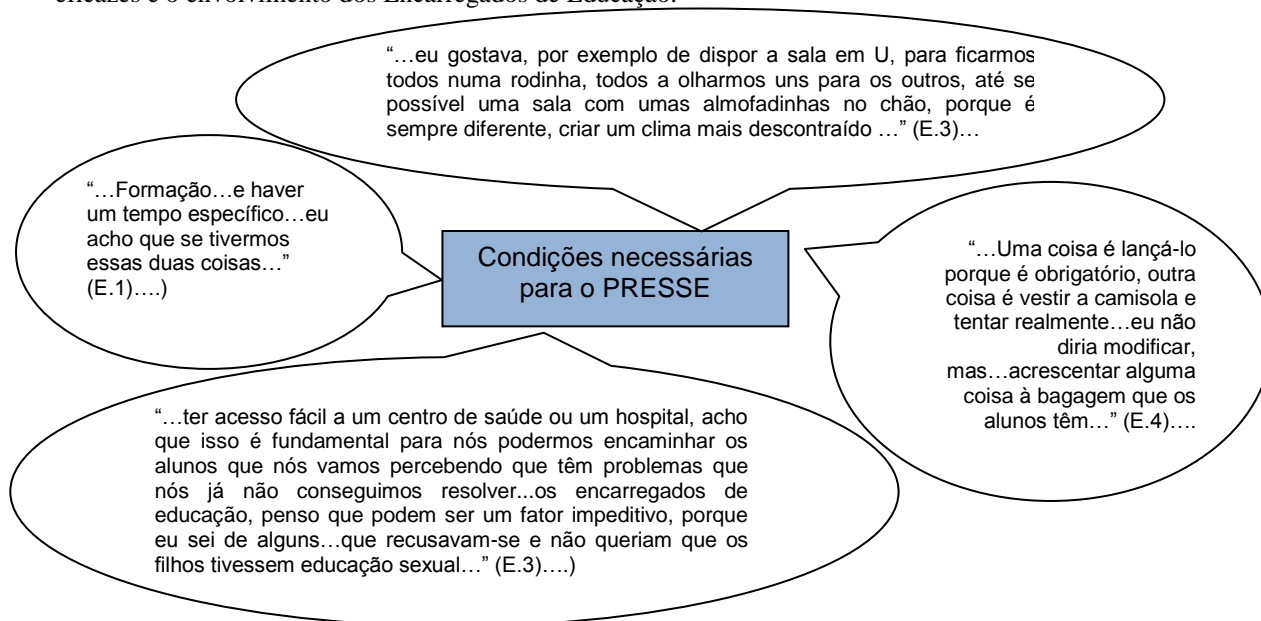 eficazes e o envolvimento dos Encarregados de Educação.
“…eu gostava, por exemplo de dispor a sala em U, para ficarmos
todos numa rodinha, todos a olharmos uns para os outros, até se
possível uma sala com umas almofadinhas no chão, porque é
sempre diferente, criar um clima mais descontraído …” (E.3)…
“…Formação…e haver
um tempo específico…eu
acho que se tivermos
essas duas coisas…”
(E.1)….)
Condições necessárias
para o PRESSE
“…Uma coisa é lançá-lo
porque é obrigatório, outra
coisa é vestir a camisola e
tentar realmente…eu não
diria modificar,
mas…acrescentar alguma
coisa à bagagem que os
alunos têm…” (E.4)….
“…ter acesso fácil a um centro de saúde ou um hospital, acho
que isso é fundamental para nós podermos encaminhar os
alunos que nós vamos percebendo que têm problemas que
nós já não conseguimos resolver...os encarregados de
educação, penso que podem ser um fator impeditivo, porque
eu sei de alguns…que recusavam-se e não queriam que os
filhos tivessem educação sexual…” (E.3)….)